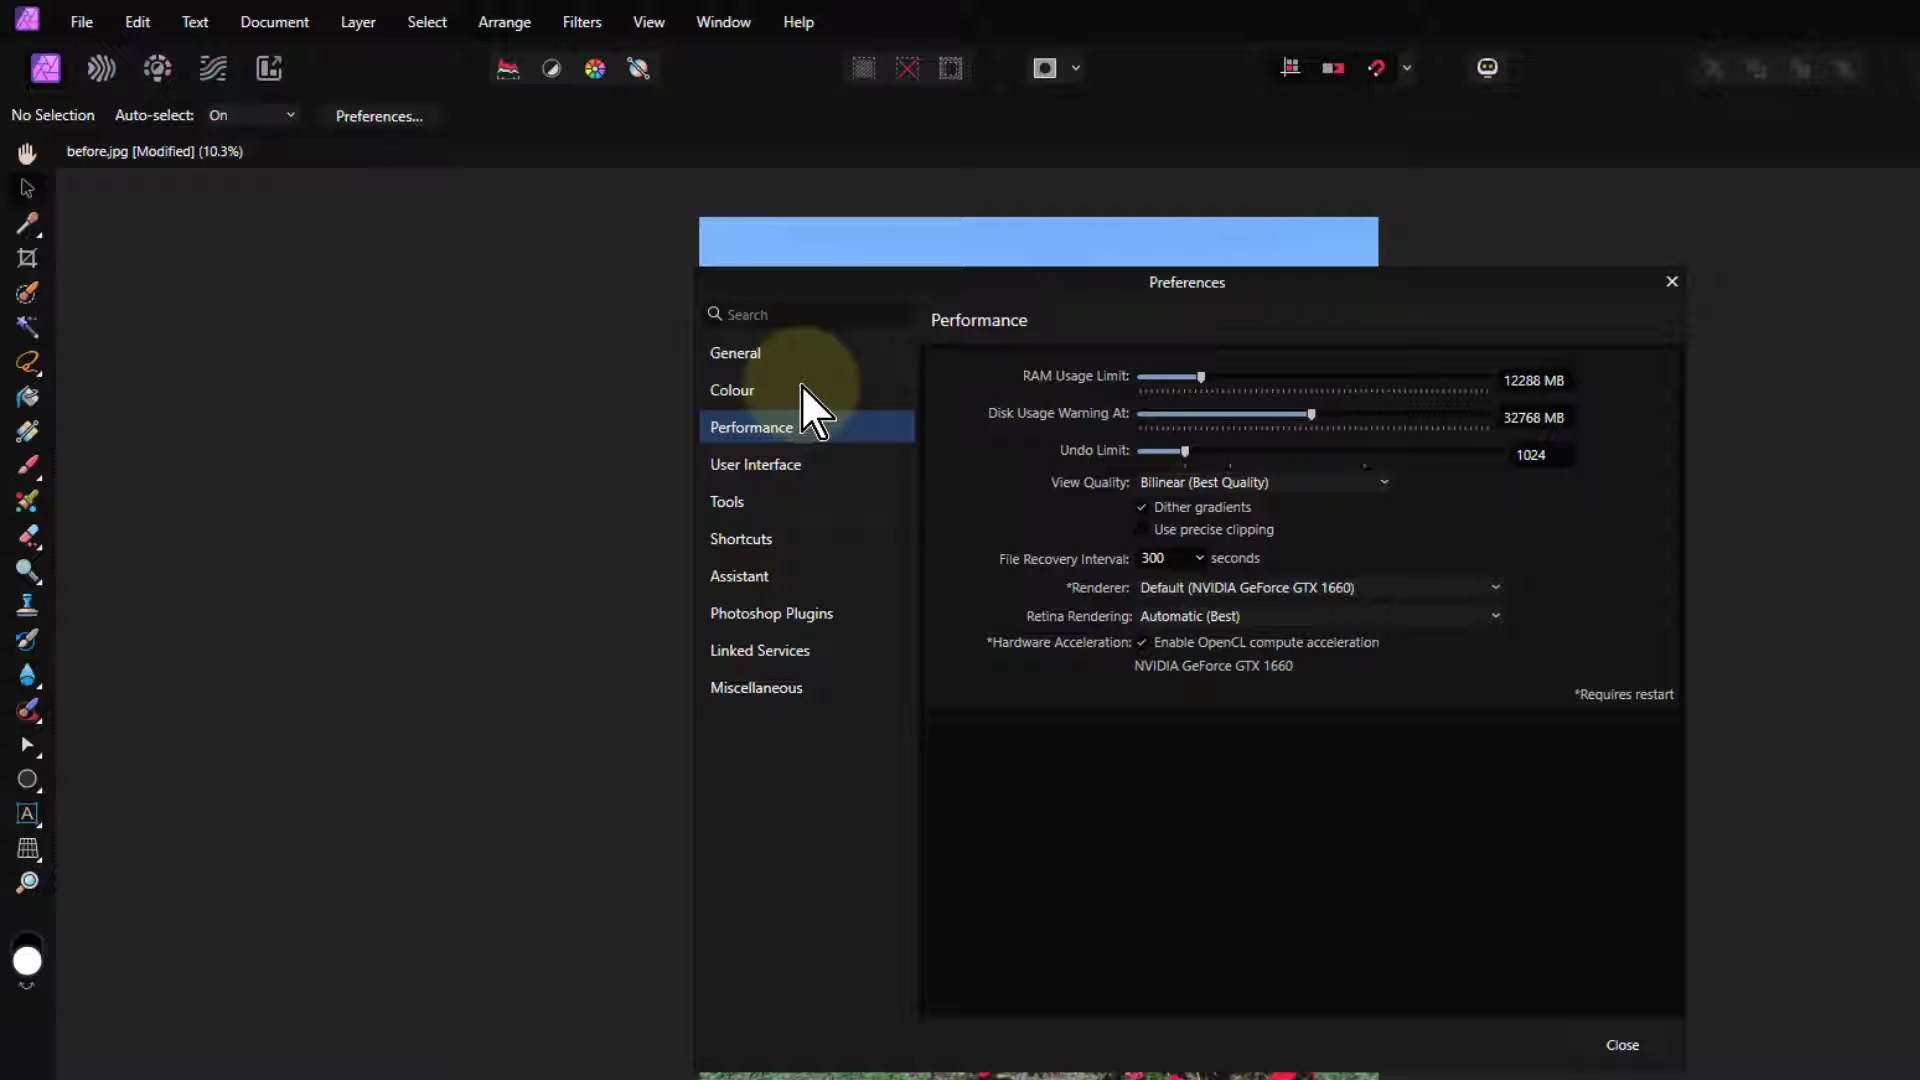 File Edit Text Document Layer Select Arrange Filters View Window Help
No Selection Auto-select: On Preferences...
before.jpg [Modified] (10.3%)
Preferences
Search
Performance
General
Colour
Performance
User Interface
Tools
Shortcuts
Assistant
Photoshop Plugins
Linked Services
Miscellaneous
RAM Usage Limit: 12288 MB
Disk Usage Warning At: 32768 MB
Undo Limit: 1024
View Quality: Bilinear (Best Quality)
Dither gradients
Use precise clipping
File Recovery Interval: 300 seconds
*Renderer: Default (NVIDIA GeForce GTX 1660)
Retina Rendering: Automatic (Best)
*Hardware Acceleration: Enable OpenCL compute acceleration
NVIDIA GeForce GTX 1660
*Requires restart
Close